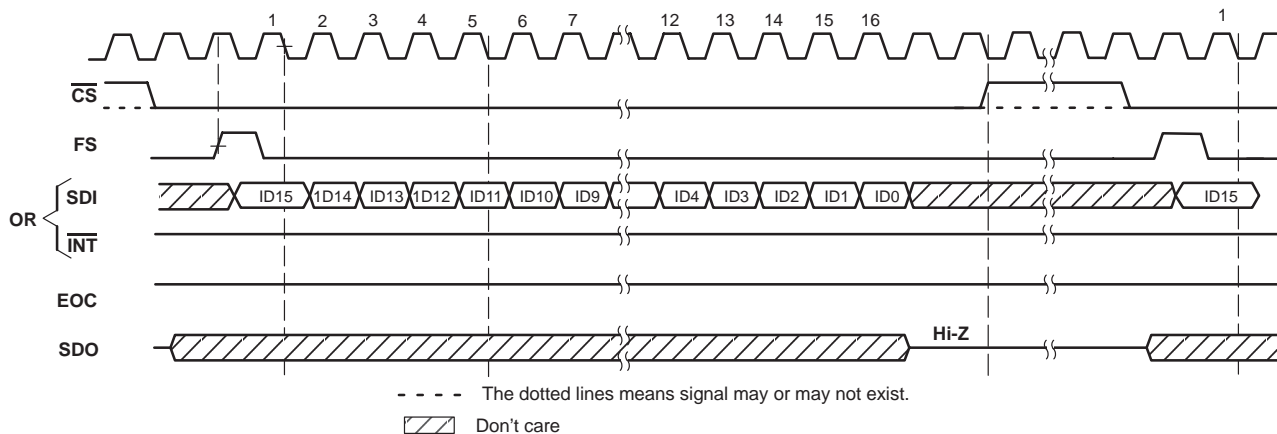 1 2 3 4 5 6 7 12 13 14 15 16 1
CS
FS
OR SDI ID15 1D14 ID13 1D12 ID11 ID10 ID9 ID4 ID3 ID2 ID1 ID0 ID15
INT
EOC
SDO Hi-Z
The dotted lines means signal may or may not exist.
Don't care